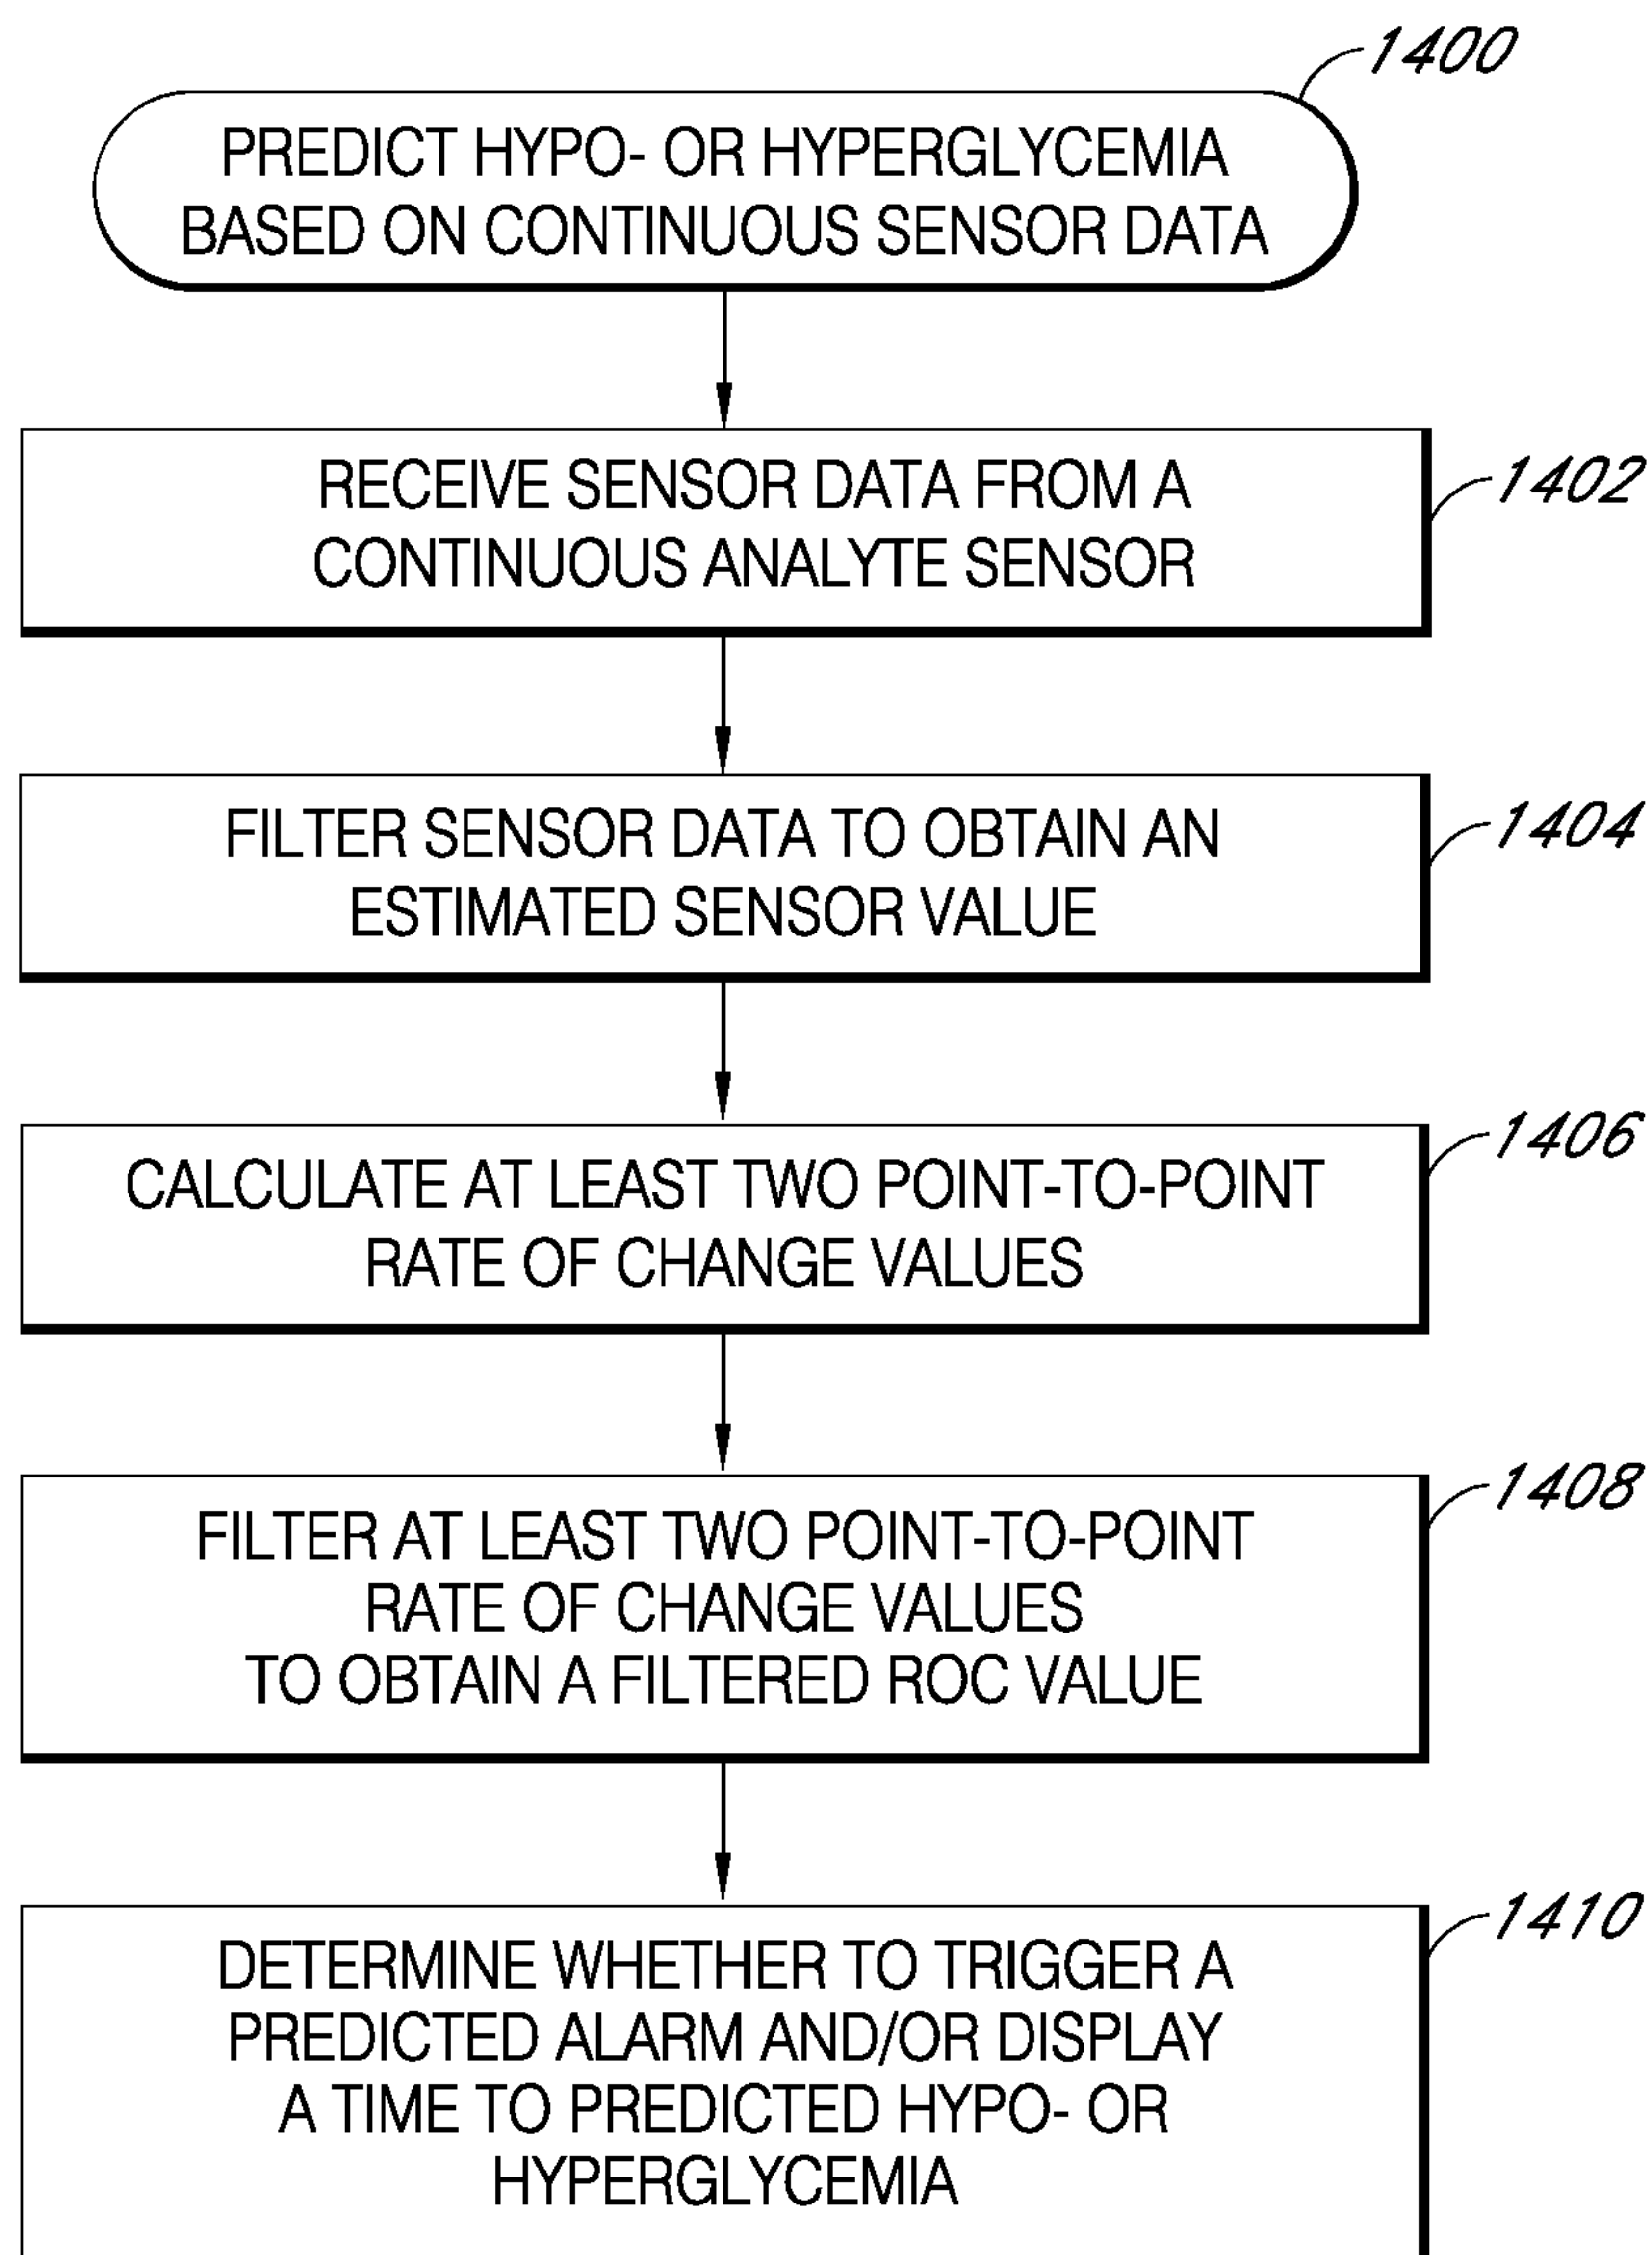 1400
PREDICT HYPO- OR HYPERGLYCEMIA
BASED ON CONTINUOUS SENSOR DATA
RECEIVE SENSOR DATA FROM A
CONTINUOUS ANALYTE SENSOR
1402
FILTER SENSOR DATA TO OBTAIN AN
ESTIMATED SENSOR VALUE
1404
CALCULATE AT LEAST TWO POINT-TO-POINT
RATE OF CHANGE VALUES
1406
FILTER AT LEAST TWO POINT-TO-POINT
RATE OF CHANGE VALUES
TO OBTAIN A FILTERED ROC VALUE
1408
DETERMINE WHETHER TO TRIGGER A
PREDICTED ALARM AND/OR DISPLAY
A TIME TO PREDICTED HYPO- OR
HYPERGLYCEMIA
1410